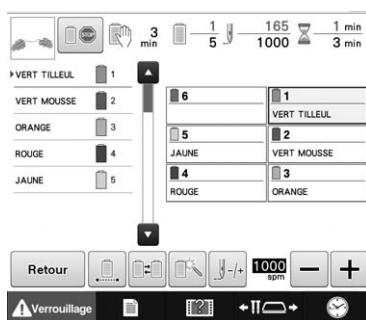 STOP 3 min 1/5 165/1000 1 min 3 min
VERT TILLEUL 1
VERT MOUSSE 2
ORANGE 3
ROUGE 4
JAUNE 5
6
1
VERT TILLEUL
5
JAUNE
2
VERT MOUSSE
4
ROUGE
3
ORANGE
Retour -/+ 1000 spm − +
Verrouillage ?